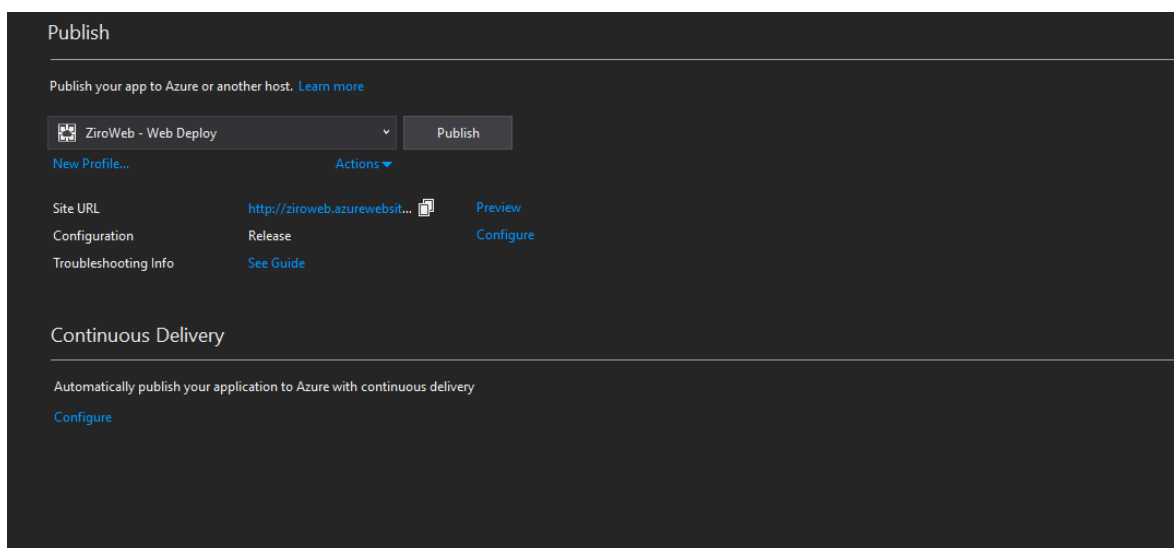 Publish
Publish your app to Azure or another host. Learn more
ZiroWeb - Web Deploy Publish
New Profile... Actions
Site URL http://ziroweb.azurewebsit... Preview
Configuration Release Configure
Troubleshooting Info See Guide
Continuous Delivery
Automatically publish your application to Azure with continuous delivery
Configure